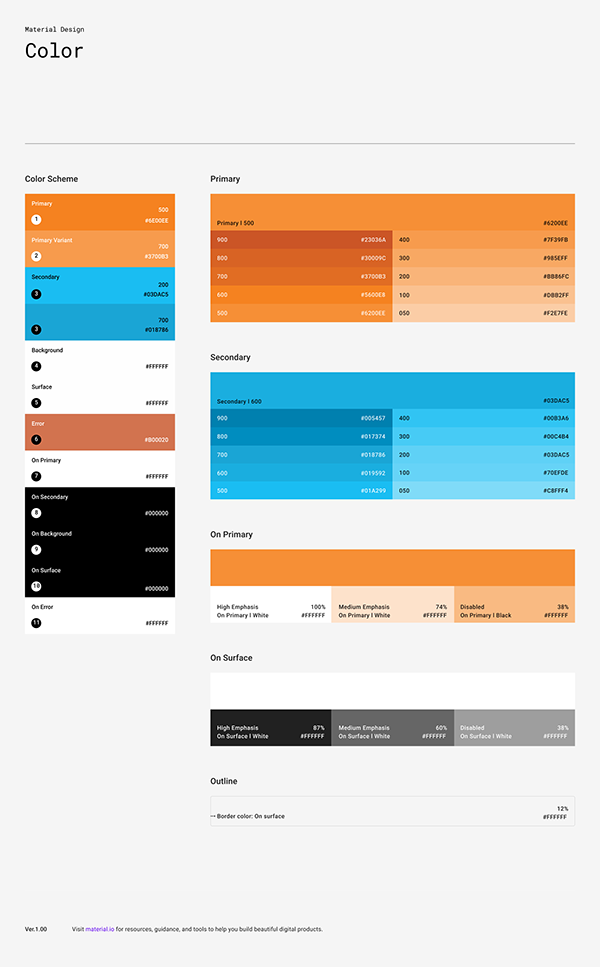 Material Design
Color
Color Scheme
Primary
500
1
#6E00EE
Primary Variant
700
2
#3700B3
Secondary
200
3
#03DAC5
700
3
#018786
Background
4
#FFFFFF
Surface
5
#FFFFFF
Error
6
#B00020
On Primary
7
#FFFFFF
On Secondary
8
#000000
On Background
9
#000000
On Surface
10
#000000
On Error
11
#FFFFFF
Primary
Primary | 500 #6200EE
900 #23036A 400 #7F39FB
800 #30009C 300 #985EFF
700 #3700B3 200 #BB86FC
600 #5600E8 100 #DBB2FF
500 #6200EE 050 #F2E7FE
Secondary
Secondary | 600 #03DAC5
900 #005457 400 #00B3A6
800 #017374 300 #00C4B4
700 #018786 200 #03DAC5
600 #019592 100 #70EFDE
500 #01A299 050 #C8FFF4
On Primary
High Emphasis 100% Medium Emphasis 74% Disabled 38%
On Primary | White #FFFFFF On Primary | White #FFFFFF On Primary | Black #FFFFFF
On Surface
High Emphasis 87% Medium Emphasis 60% Disabled 38%
On Surface | White #FFFFFF On Surface | White #FFFFFF On Surface | White #FFFFFF
Outline
12%
Border color: On surface #FFFFFF
Ver.1.00 Visit material.io for resources, guidance, and tools to help you build beautiful digital products.